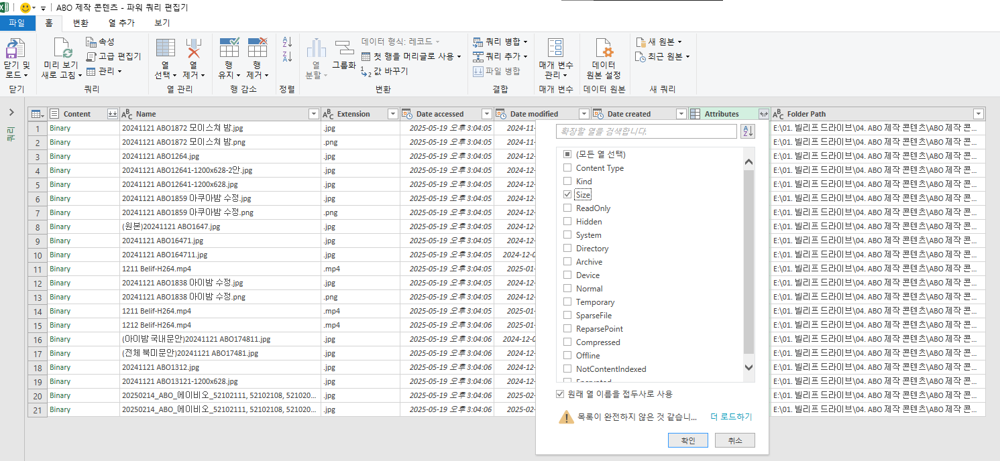 ABO 제작 콘텐츠 - 파워 쿼리 편집기
파일 홈 변환 열 추가 보기
닫기 및 로드
닫기
미리 보기 새로 고침
속성
고급 편집기
관리
쿼리
열 선택
열 제거
열 관리
행 유지
행 제거
행 감소
정렬
열 분할
그룹화
데이터 형식: 레코드
첫 행을 머리글로 사용
값 바꾸기
변환
쿼리 병합
쿼리 추가
파일 병합
결합
매개 변수 관리
매개 변수
데이터 원본 설정
데이터 원본
새 원본
최근 원본
새 쿼리
쿼리
Content Name Extension Date accessed Date modified Date created Attributes Folder Path
1 Binary 20241121 ABO1872 모이스쳐 밤.jpg .jpg 2025-05-19 오후 3:04:05 2024-11- E:\01. 빌리프 드라이브\04. ABO 제작 콘텐츠\ABO 제작 콘...
2 Binary 20241121 ABO1872 모이스쳐 밤.png .png 2025-05-19 오후 3:04:05 2024-11- E:\01. 빌리프 드라이브\04. ABO 제작 콘텐츠\ABO 제작 콘...
3 Binary 20241121 ABO1264.jpg .jpg 2025-05-19 오후 3:04:05 2024-12- E:\01. 빌리프 드라이브\04. ABO 제작 콘텐츠\ABO 제작 콘...
4 Binary 20241121 ABO12641-1200x628-2안.jpg .jpg 2025-05-19 오후 3:04:05 2024-12- E:\01. 빌리프 드라이브\04. ABO 제작 콘텐츠\ABO 제작 콘...
5 Binary 20241121 ABO12641-1200x628.jpg .jpg 2025-05-19 오후 3:04:05 2024-12- E:\01. 빌리프 드라이브\04. ABO 제작 콘텐츠\ABO 제작 콘...
6 Binary 20241121 ABO1859 아쿠아밤 수정.jpg .jpg 2025-05-19 오후 3:04:05 2024-12- E:\01. 빌리프 드라이브\04. ABO 제작 콘텐츠\ABO 제작 콘...
7 Binary 20241121 ABO1859 아쿠아밤 수정.png .png 2025-05-19 오후 3:04:05 2024-12- E:\01. 빌리프 드라이브\04. ABO 제작 콘텐츠\ABO 제작 콘...
8 Binary (원본)20241121 ABO1647.jpg .jpg 2025-05-19 오후 3:04:05 2024-12- E:\01. 빌리프 드라이브\04. ABO 제작 콘텐츠\ABO 제작 콘...
9 Binary 20241121 ABO16471.jpg .jpg 2025-05-19 오후 3:04:05 2024-12- E:\01. 빌리프 드라이브\04. ABO 제작 콘텐츠\ABO 제작 콘...
10 Binary 20241121 ABO164711.jpg .jpg 2025-05-19 오후 3:04:05 2024-12-0 E:\01. 빌리프 드라이브\04. ABO 제작 콘텐츠\ABO 제작 콘...
11 Binary 1211 Belif-H264.mp4 .mp4 2025-05-19 오후 3:04:05 2025-01- E:\01. 빌리프 드라이브\04. ABO 제작 콘텐츠\ABO 제작 콘...
12 Binary 20241121 ABO1838 아이밤 수정.jpg .jpg 2025-05-19 오후 3:04:05 2024-12- E:\01. 빌리프 드라이브\04. ABO 제작 콘텐츠\ABO 제작 콘...
13 Binary 20241121 ABO1838 아이밤 수정.png .png 2025-05-19 오후 3:04:05 2024-12- E:\01. 빌리프 드라이브\04. ABO 제작 콘텐츠\ABO 제작 콘...
14 Binary 1211 Belif-H264.mp4 .mp4 2025-05-19 오후 3:04:05 2025-01- E:\01. 빌리프 드라이브\04. ABO 제작 콘텐츠\ABO 제작 콘...
15 Binary 1212 Belif-H264.mp4 .mp4 2025-05-19 오후 3:04:06 2025-01- E:\01. 빌리프 드라이브\04. ABO 제작 콘텐츠\ABO 제작 콘...
16 Binary (아이밤 국내문안)20241121 ABO174811.jpg .jpg 2025-05-19 오후 3:04:06 2024-12-0 E:\01. 빌리프 드라이브\04. ABO 제작 콘텐츠\ABO 제작 콘...
17 Binary (전체 북미문안)20241121 ABO17481.jpg .jpg 2025-05-19 오후 3:04:06 2024-12- E:\01. 빌리프 드라이브\04. ABO 제작 콘텐츠\ABO 제작 콘...
18 Binary 20241121 ABO1312.jpg .jpg 2025-05-19 오후 3:04:06 2024-12- E:\01. 빌리프 드라이브\04. ABO 제작 콘텐츠\ABO 제작 콘...
19 Binary 20241121 ABO13121-1200x628.jpg .jpg 2025-05-19 오후 3:04:06 2024-12- E:\01. 빌리프 드라이브\04. ABO 제작 콘텐츠\ABO 제작 콘...
20 Binary 20250214_ABO_에이비오_52102111, 52102108, 521020... .jpg 2025-05-19 오후 3:04:06 2025-02- E:\01. 빌리프 드라이브\04. ABO 제작 콘텐츠\ABO 제작 콘...
21 Binary 20250214_ABO_에이비오_52102111, 52102108, 521020... .jpg 2025-05-19 오후 3:04:06 2025-02- E:\01. 빌리프 드라이브\04. ABO 제작 콘텐츠\ABO 제작 콘...
확장할 열을 검색합니다.
(모든 열 선택)
Content Type
Kind
Size
ReadOnly
Hidden
System
Directory
Archive
Device
Normal
Temporary
SparseFile
ReparsePoint
Compressed
Offline
NotContentIndexed
Encrypted
원래 열 이름을 접두사로 사용
목록이 완전하지 않은 것 같습니... 더 로드하기
확인 취소